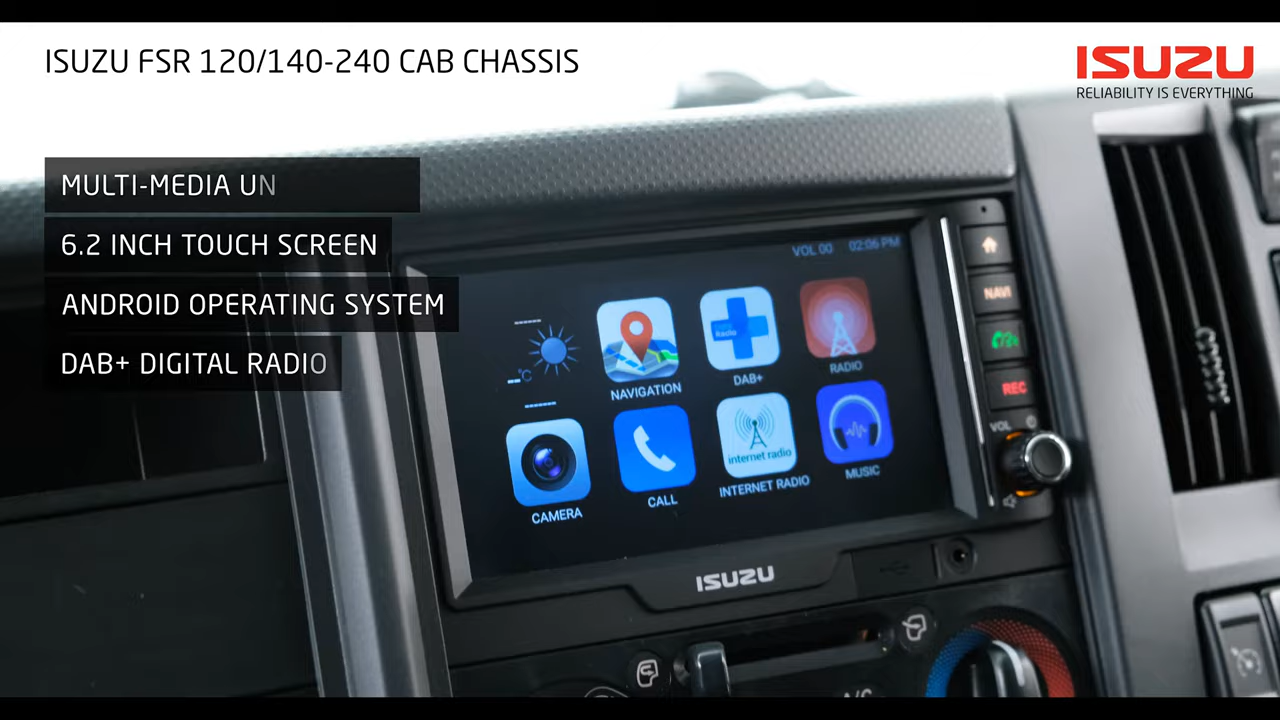 ISUZU FSR 120/140-240 CAB CHASSIS
ISUZU
RELIABILITY IS EVERYTHING
MULTI-MEDIA UN
6.2 INCH TOUCH SCREEN
ANDROID OPERATING SYSTEM
DAB+ DIGITAL RADIO
VOL 00 02:06 PM
°C
NAVIGATION
Radio
DAB+
RADIO
CAMERA
CALL
internet radio
INTERNET RADIO
MUSIC
NAVI
REC
VOL
ISUZU
A/C